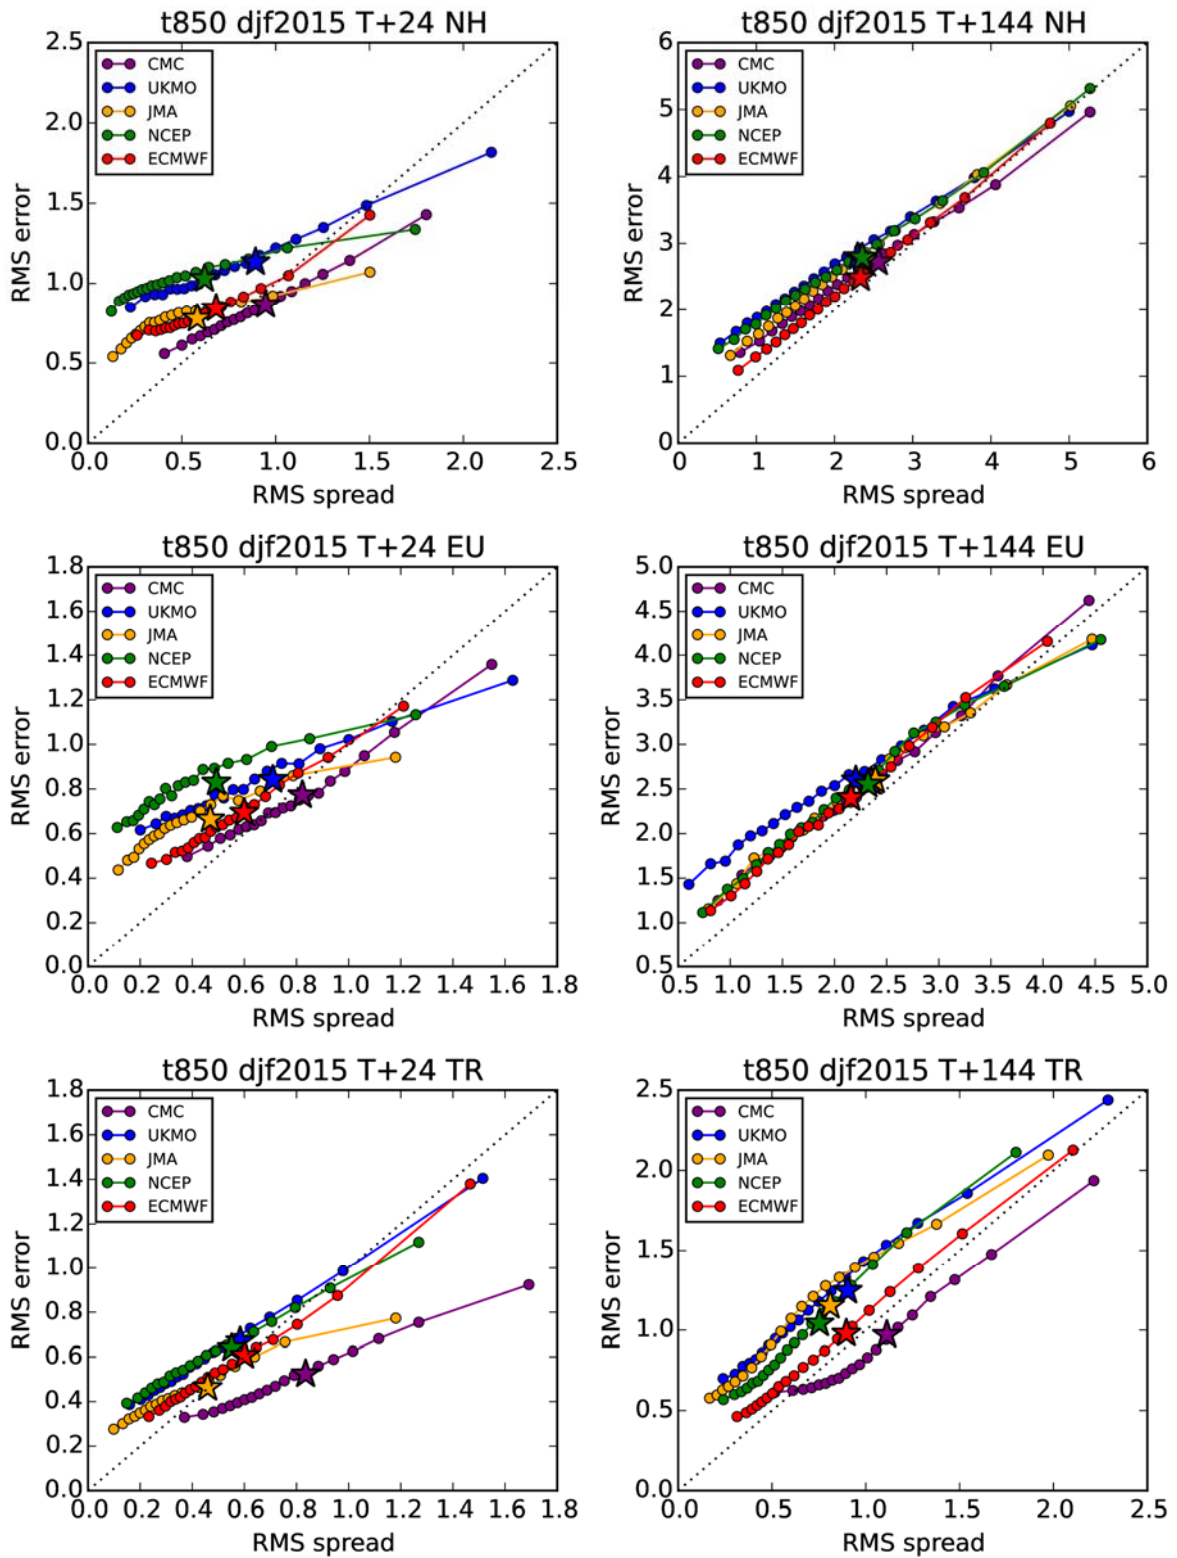 t850 djf2015 T+24 NH
2.5
2.0
1.5
1.0
0.5
0.0
RMS error
CMC
UKMO
JMA
NCEP
ECMWF
0.0 0.5 1.0 1.5 2.0 2.5
RMS spread
t850 djf2015 T+144 NH
6
5
4
3
2
1
0
RMS error
CMC
UKMO
JMA
NCEP
ECMWF
0 1 2 3 4 5 6
RMS spread
t850 djf2015 T+24 EU
1.8
1.6
1.4
1.2
1.0
0.8
0.6
0.4
0.2
0.0
RMS error
CMC
UKMO
JMA
NCEP
ECMWF
0.0 0.2 0.4 0.6 0.8 1.0 1.2 1.4 1.6 1.8
RMS spread
t850 djf2015 T+144 EU
5.0
4.5
4.0
3.5
3.0
2.5
2.0
1.5
1.0
0.5
RMS error
CMC
UKMO
JMA
NCEP
ECMWF
0.5 1.0 1.5 2.0 2.5 3.0 3.5 4.0 4.5 5.0
RMS spread
t850 djf2015 T+24 TR
1.8
1.6
1.4
1.2
1.0
0.8
0.6
0.4
0.2
0.0
RMS error
CMC
UKMO
JMA
NCEP
ECMWF
0.0 0.2 0.4 0.6 0.8 1.0 1.2 1.4 1.6 1.8
RMS spread
t850 djf2015 T+144 TR
2.5
2.0
1.5
1.0
0.5
0.0
RMS error
CMC
UKMO
JMA
NCEP
ECMWF
0.0 0.5 1.0 1.5 2.0 2.5
RMS spread